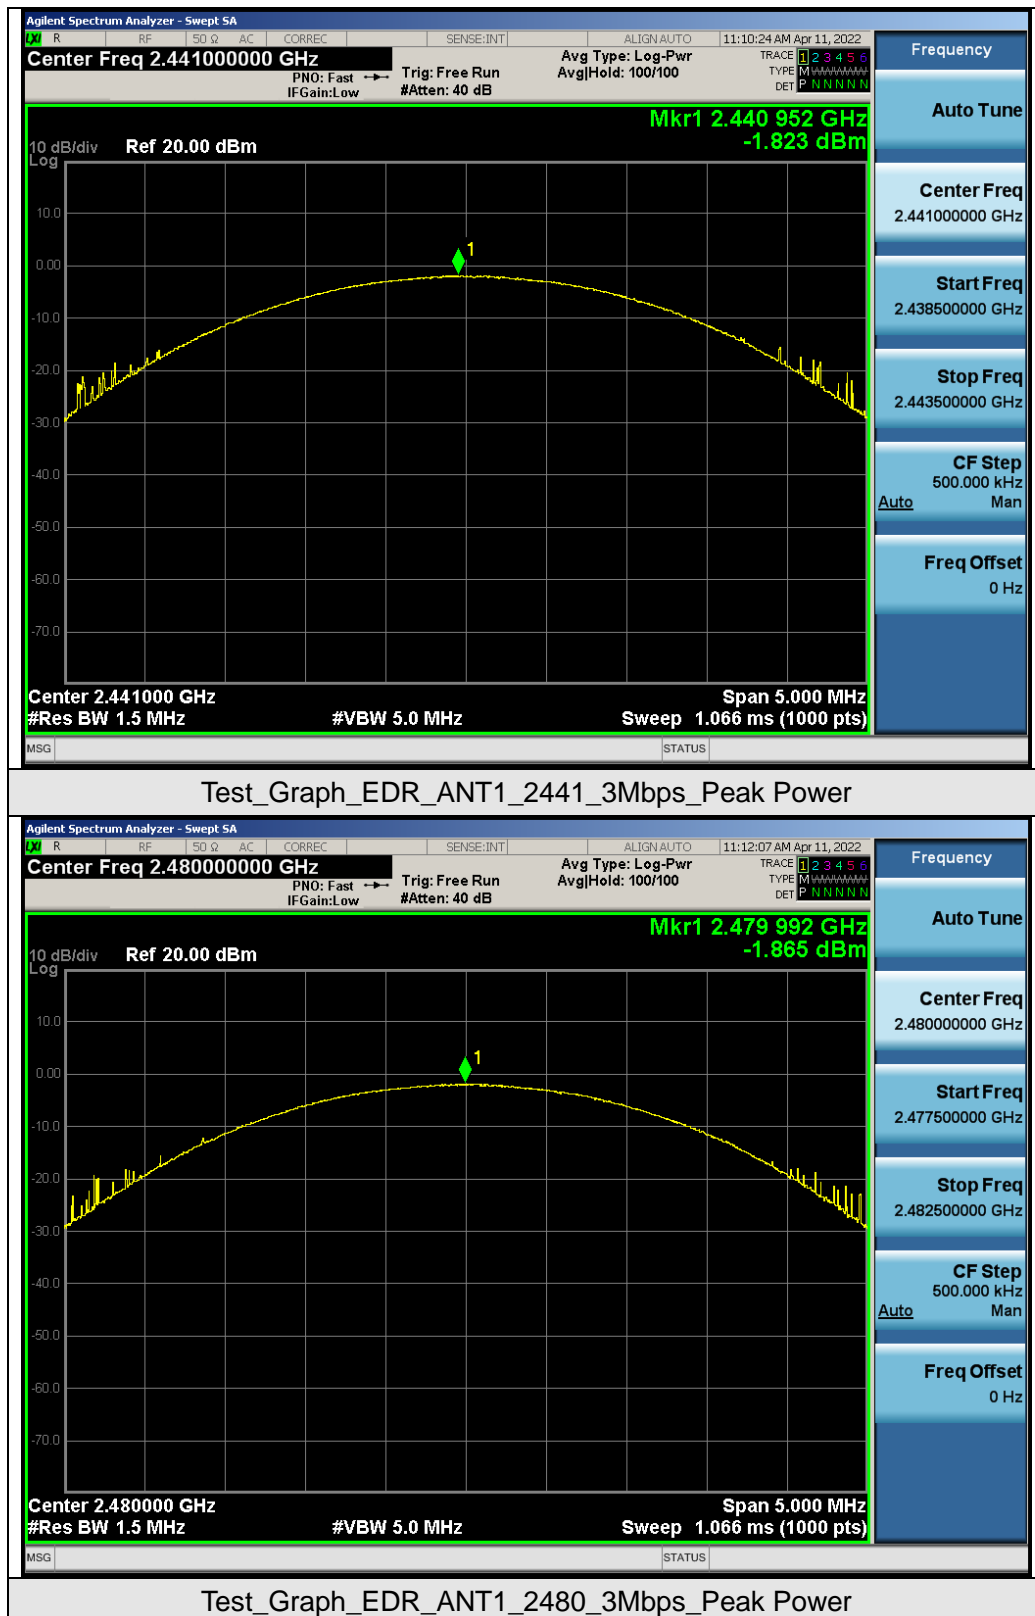 Agilent Spectrum Analyzer - Swept SA
LXI R RF 50 Ω AC CORREC SENSE:INT ALIGN AUTO 11:10:24 AM Apr 11, 2022
Center Freq 2.441000000 GHz
PNO: Fast
IFGain:Low
Trig: Free Run
#Atten: 40 dB
Avg Type: Log-Pwr
Avg|Hold: 100/100
TRACE 1 2 3 4 5 6
TYPE M
DET P N N N N N
Frequency
Auto Tune
Center Freq
2.441000000 GHz
Start Freq
2.438500000 GHz
Stop Freq
2.443500000 GHz
CF Step
500.000 kHz
Auto Man
Freq Offset
0 Hz
Mkr1 2.440 952 GHz
-1.823 dBm
10 dB/div Ref 20.00 dBm
Log
10.0
1
0.00
-10.0
-20.0
-30.0
-40.0
-50.0
-60.0
-70.0
Center 2.441000 GHz Span 5.000 MHz
#Res BW 1.5 MHz #VBW 5.0 MHz Sweep 1.066 ms (1000 pts)
MSG STATUS
Test_Graph_EDR_ANT1_2441_3Mbps_Peak Power
Agilent Spectrum Analyzer - Swept SA
LXI R RF 50 Ω AC CORREC SENSE:INT ALIGN AUTO 11:12:07 AM Apr 11, 2022
Center Freq 2.480000000 GHz
PNO: Fast
IFGain:Low
Trig: Free Run
#Atten: 40 dB
Avg Type: Log-Pwr
Avg|Hold: 100/100
TRACE 1 2 3 4 5 6
TYPE M
DET P N N N N N
Frequency
Auto Tune
Center Freq
2.480000000 GHz
Start Freq
2.477500000 GHz
Stop Freq
2.482500000 GHz
CF Step
500.000 kHz
Auto Man
Freq Offset
0 Hz
Mkr1 2.479 992 GHz
-1.865 dBm
10 dB/div Ref 20.00 dBm
Log
10.0
1
0.00
-10.0
-20.0
-30.0
-40.0
-50.0
-60.0
-70.0
Center 2.480000 GHz Span 5.000 MHz
#Res BW 1.5 MHz #VBW 5.0 MHz Sweep 1.066 ms (1000 pts)
MSG STATUS
Test_Graph_EDR_ANT1_2480_3Mbps_Peak Power